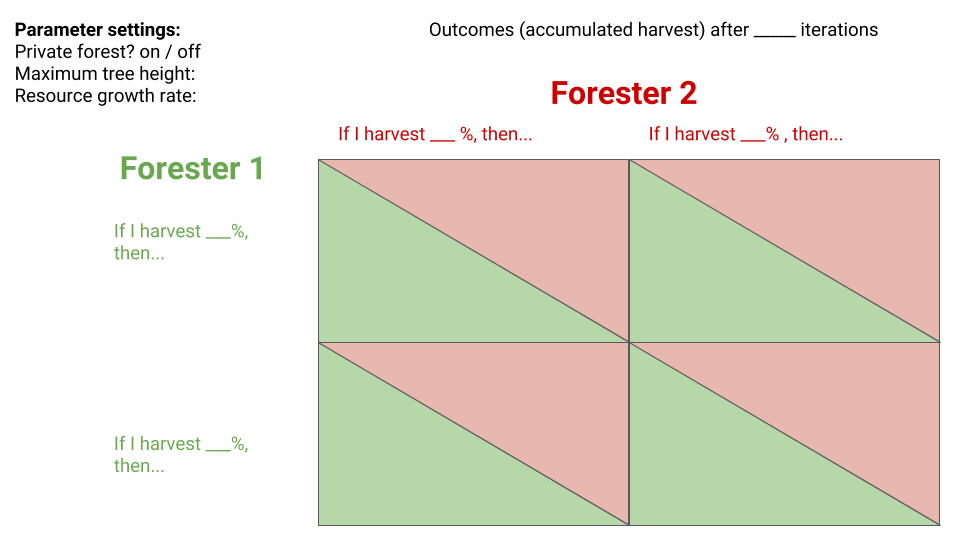 Parameter settings:
Private forest? on / off
Maximum tree height:
Resource growth rate:
Outcomes (accumulated harvest) after _____ iterations
Forester 2
If I harvest ___ %, then...
If I harvest ___% , then...
Forester 1
If I harvest ___%,
then...
If I harvest ___%,
then...